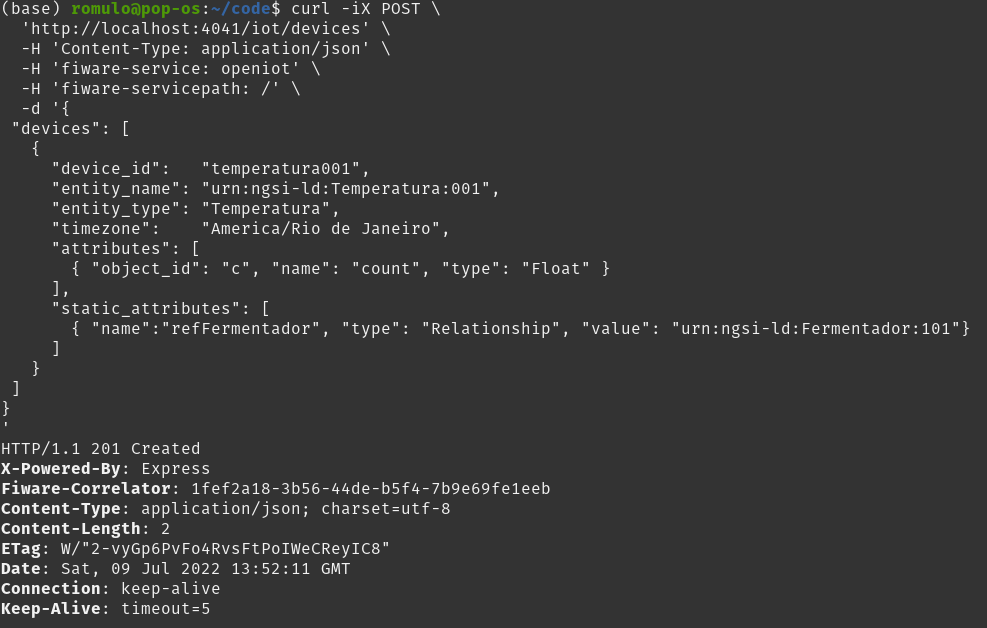 (base) romulo@pop-os:~/code$ curl -iX POST \
  'http://localhost:4041/iot/devices' \
  -H 'Content-Type: application/json' \
  -H 'fiware-service: openiot' \
  -H 'fiware-servicepath: /' \
  -d '{
 "devices": [
   {
     "device_id":   "temperatura001",
     "entity_name": "urn:ngsi-ld:Temperatura:001",
     "entity_type": "Temperatura",
     "timezone":    "America/Rio de Janeiro",
     "attributes": [
       { "object_id": "c", "name": "count", "type": "Float" }
     ],
     "static_attributes": [
       { "name":"refFermentador", "type": "Relationship", "value": "urn:ngsi-ld:Fermentador:101"}
     ]
   }
 ]
}
'
HTTP/1.1 201 Created
X-Powered-By: Express
Fiware-Correlator: 1fef2a18-3b56-44de-b5f4-7b9e69fe1eeb
Content-Type: application/json; charset=utf-8
Content-Length: 2
ETag: W/"2-vyGp6PvFo4RvsFtPoIWeCReyIC8"
Date: Sat, 09 Jul 2022 13:52:11 GMT
Connection: keep-alive
Keep-Alive: timeout=5